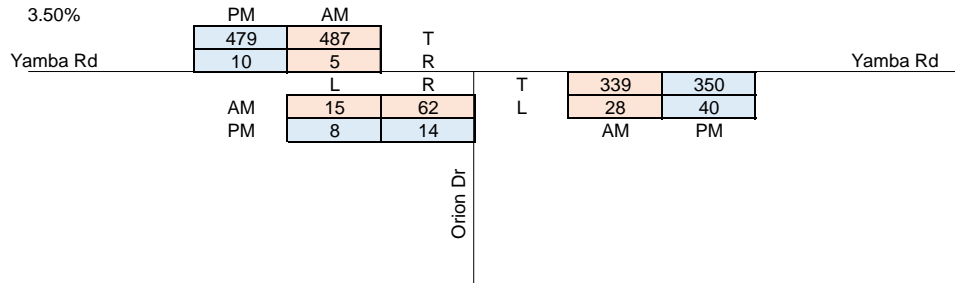 3.50% PM AM
479 487 T
Yamba Rd 10 5 R Yamba Rd
L R T 339 350
AM 15 62 L 28 40
PM 8 14 AM PM
Orion Dr